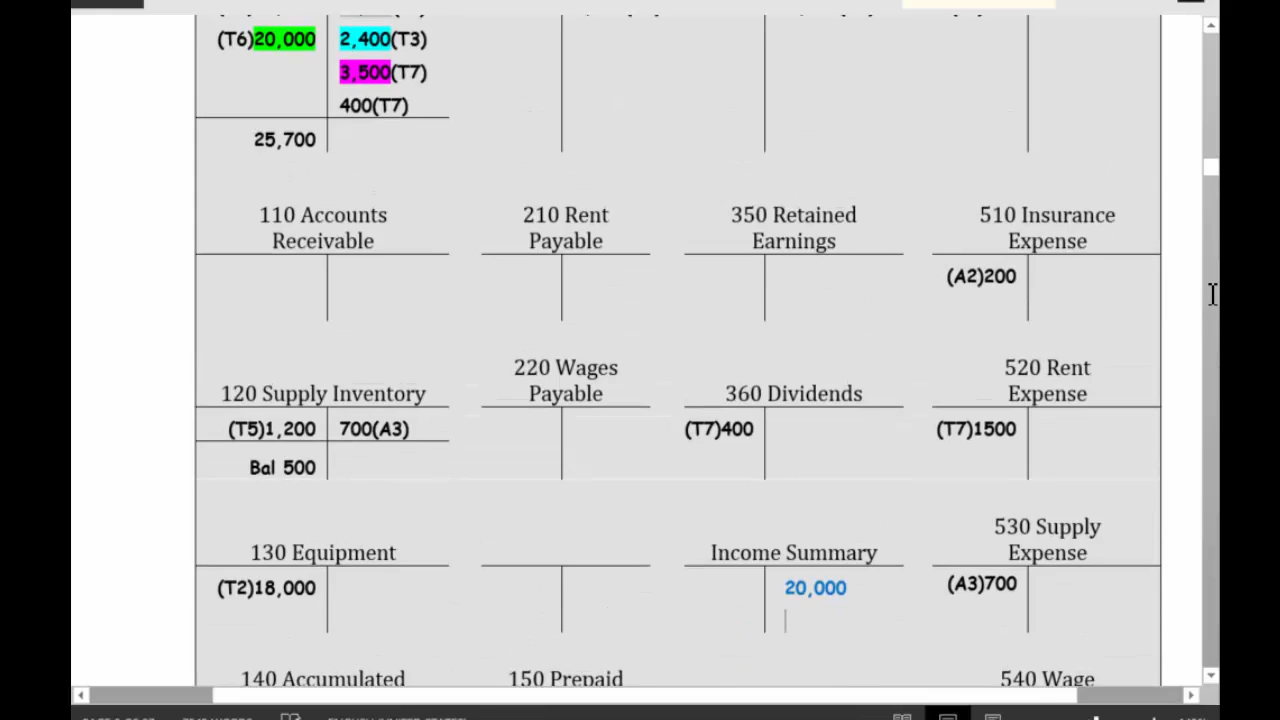 (T6)20,000 2,400(T3)
3,500(T7)
400(T7)
25,700
110 Accounts 210 Rent 350 Retained 510 Insurance
Receivable Payable Earnings Expense
(A2)200
220 Wages 520 Rent
120 Supply Inventory Payable 360 Dividends Expense
(T5)1,200 700(A3) (T7)400 (T7)1500
Bal 500
530 Supply
130 Equipment Income Summary Expense
(T2)18,000 20,000 (A3)700
140 Accumulated 150 Prepaid 540 Wage